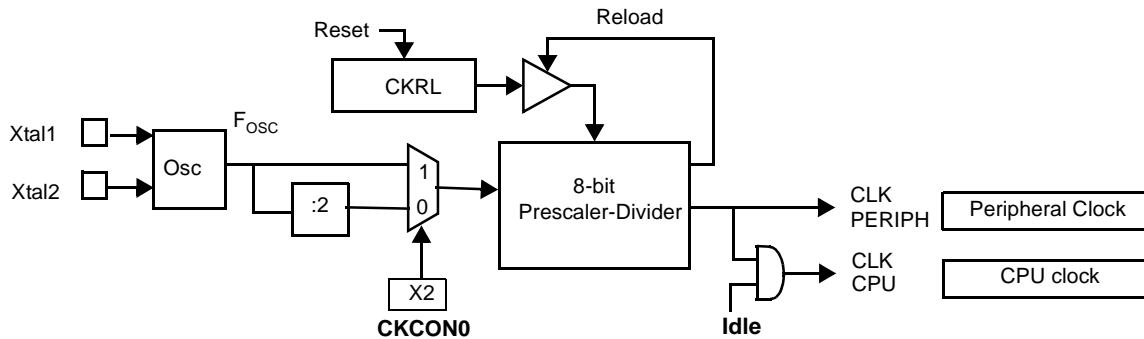 Reload
Reset
CKRL
Xtal1
Xtal2
Osc
FOSC
:2
1
0
X2
CKCON0
8-bit
Prescaler-Divider
CLK
PERIPH
Peripheral Clock
CLK
CPU
CPU clock
Idle